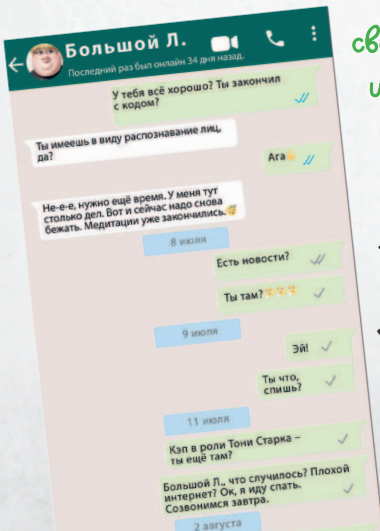 Большой Л.
Последний раз был онлайн 34 дня назад.
У тебя всё хорошо? Ты закончил
с кодом?
Ты имеешь в виду распознавание лиц,
да?
Ага
Не-е-е, нужно ещё время. У меня тут
столько дел. Вот и сейчас надо снова
бежать. Медитации уже закончились.
8 июля
Есть новости?
Ты там?
9 июля
Эй!
Ты что,
спишь?
11 июля
Кэп в роли Тони Старка –
ты ещё там?
Большой Л., что случилось? Плохой
интернет? Ок, я иду спать.
Созвонимся завтра.
2 августа